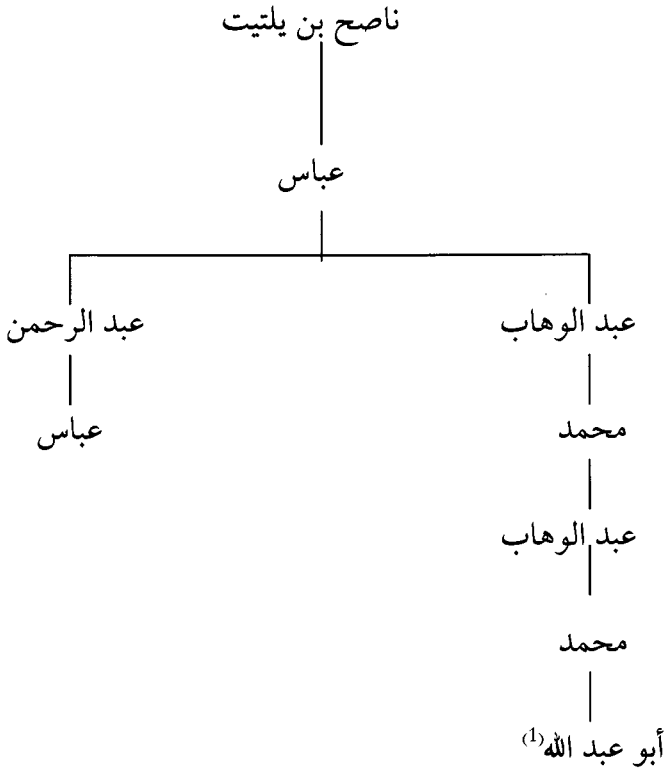 ناصح بن يلتيت
عباس
عبد الوهاب
عبد الرحمن
محمد
عباس
عبد الوهاب
محمد
أبو عبد الله(1)